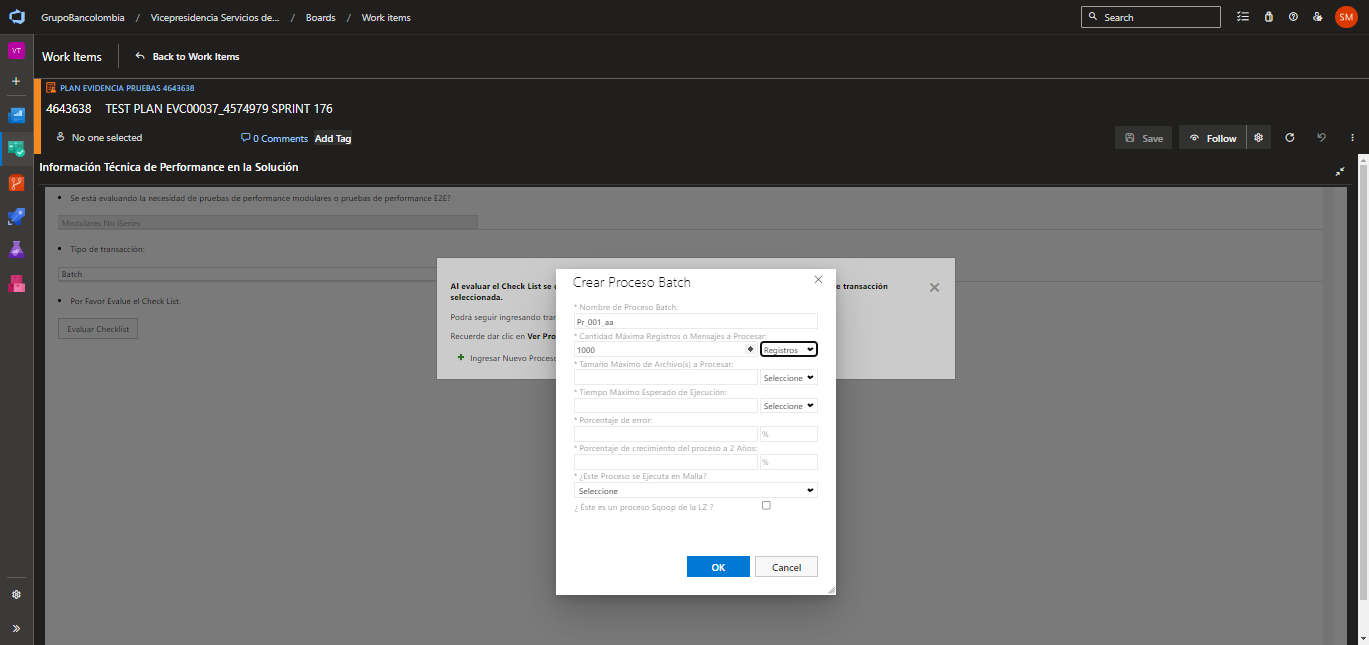 GrupoBancolombia / Vicepresidencia Servicios de... / Boards / Work items
Search
SM
VT
Work Items
Back to Work Items
PLAN EVIDENCIA PRUEBAS 4643638
4643638 TEST PLAN EVC00037_4574979 SPRINT 176
No one selected
0 Comments
Add Tag
Save
Follow
Información Técnica de Performance en la Solución
Se está evaluando la necesidad de pruebas de performance modulares o pruebas de performance E2E?
Modulares No iSeries
Tipo de transacción:
Batch
Por Favor Evalue el Check List.
Evaluar Checklist
Al evaluar el Check List se
e transacción
seleccionada.
Podrá seguir ingresando
Recuerde dar clic en Ver
Ingresar Nuevo
Crear Proceso Batch
* Nombre de Proceso Batch:
Pr_001_aa
* Cantidad Máxima Registros ó Mensajes a Procesar:
1000
Registros
* Tamaño Máximo de Archivo(s) a Procesar:
Seleccione
* Tiempo Máximo Esperado de Ejecución:
Seleccione
* Porcentaje de error:
%
* Porcentaje de crecimiento del proceso a 2 Años:
%
* ¿Este Proceso se Ejecuta en Malla?
Seleccione
¿ Éste es un proceso Sqoop de la LZ ?
OK
Cancel